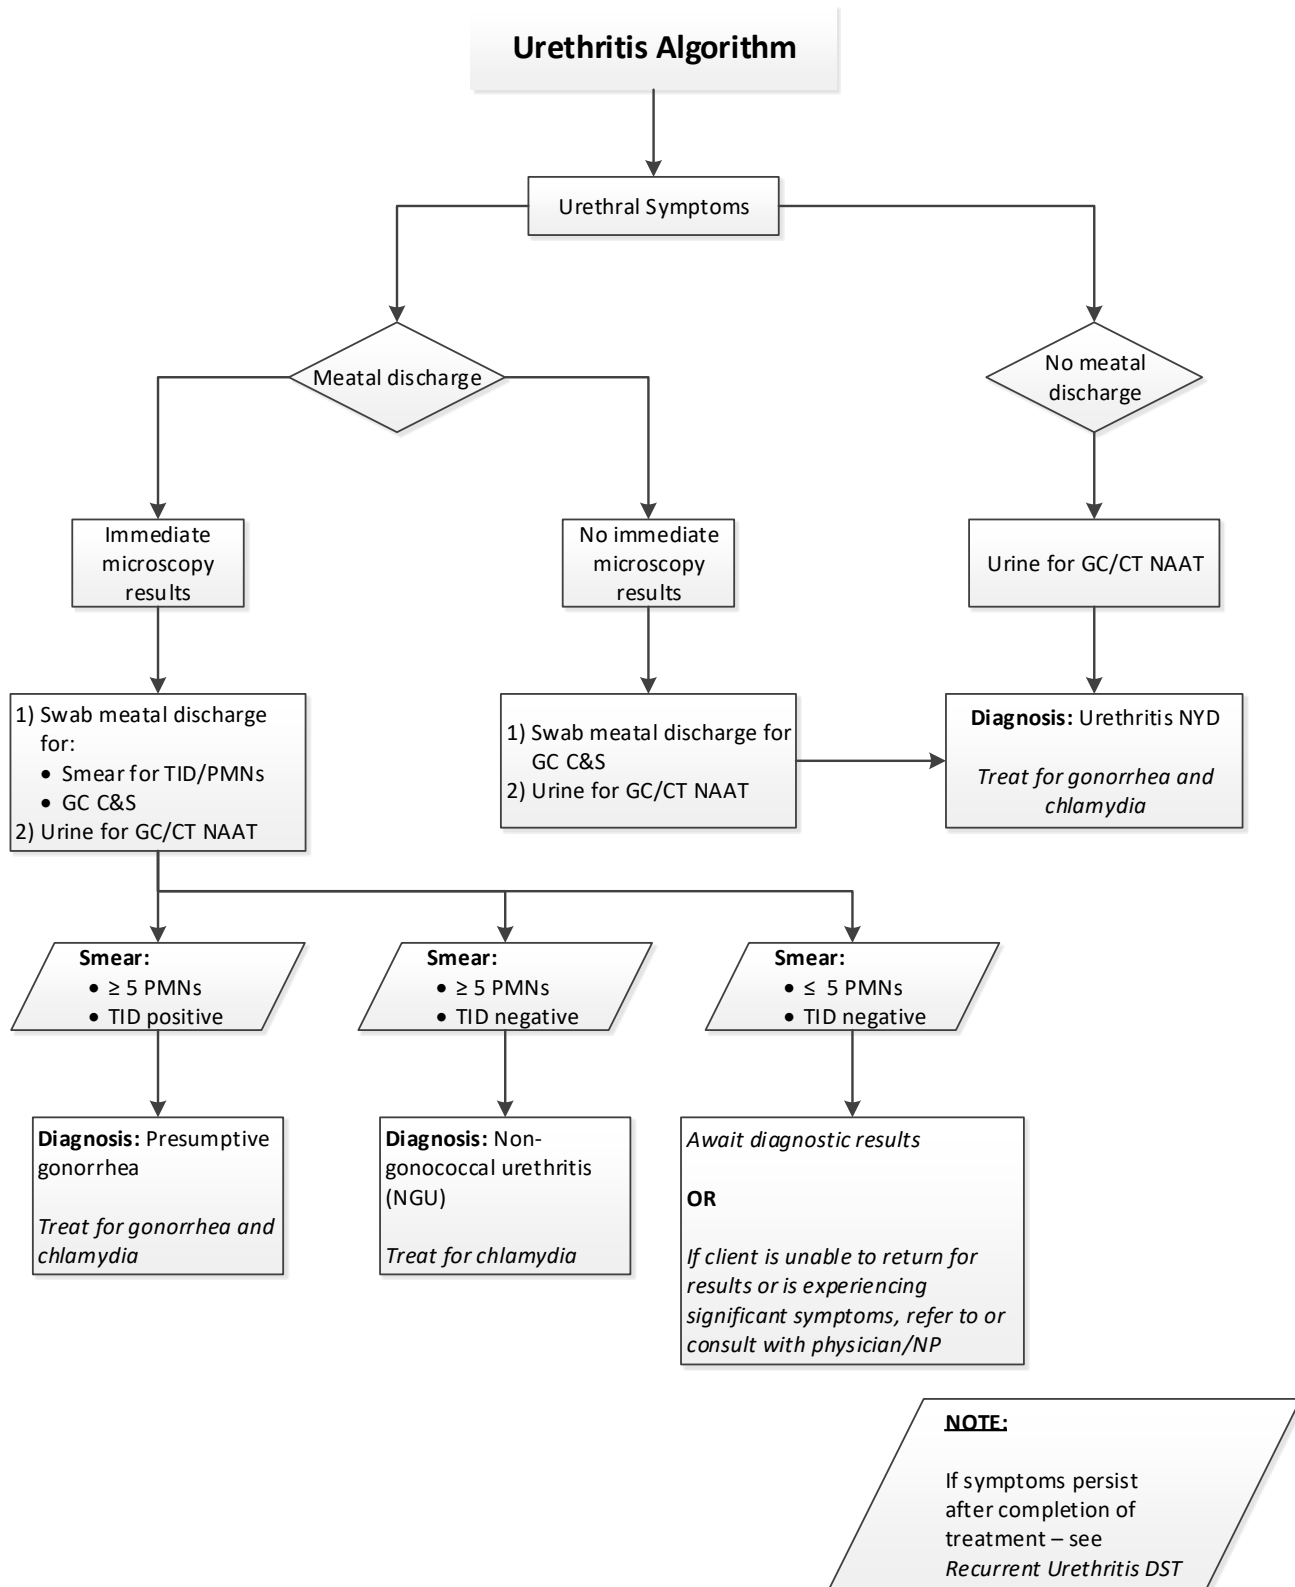 Urethritis Algorithm
Urethral Symptoms
Meatal discharge
No meatal
discharge
Immediate
microscopy
results
No immediate
microscopy
results
Urine for GC/CT NAAT
1) Swab meatal discharge
for:
• Smear for TID/PMNs
• GC C&S
2) Urine for GC/CT NAAT
1) Swab meatal discharge for
GC C&S
2) Urine for GC/CT NAAT
Diagnosis: Urethritis NYD
Treat for gonorrhea and
chlamydia
Smear:
• ≥ 5 PMNs
• TID positive
Smear:
• ≥ 5 PMNs
• TID negative
Smear:
• ≤ 5 PMNs
• TID negative
Diagnosis: Presumptive
gonorrhea
Treat for gonorrhea and
chlamydia
Diagnosis: Non-
gonococcal urethritis
(NGU)
Treat for chlamydia
Await diagnostic results
OR
If client is unable to return for
results or is experiencing
significant symptoms, refer to or
consult with physician/NP
NOTE:
If symptoms persist
after completion of
treatment – see
Recurrent Urethritis DST